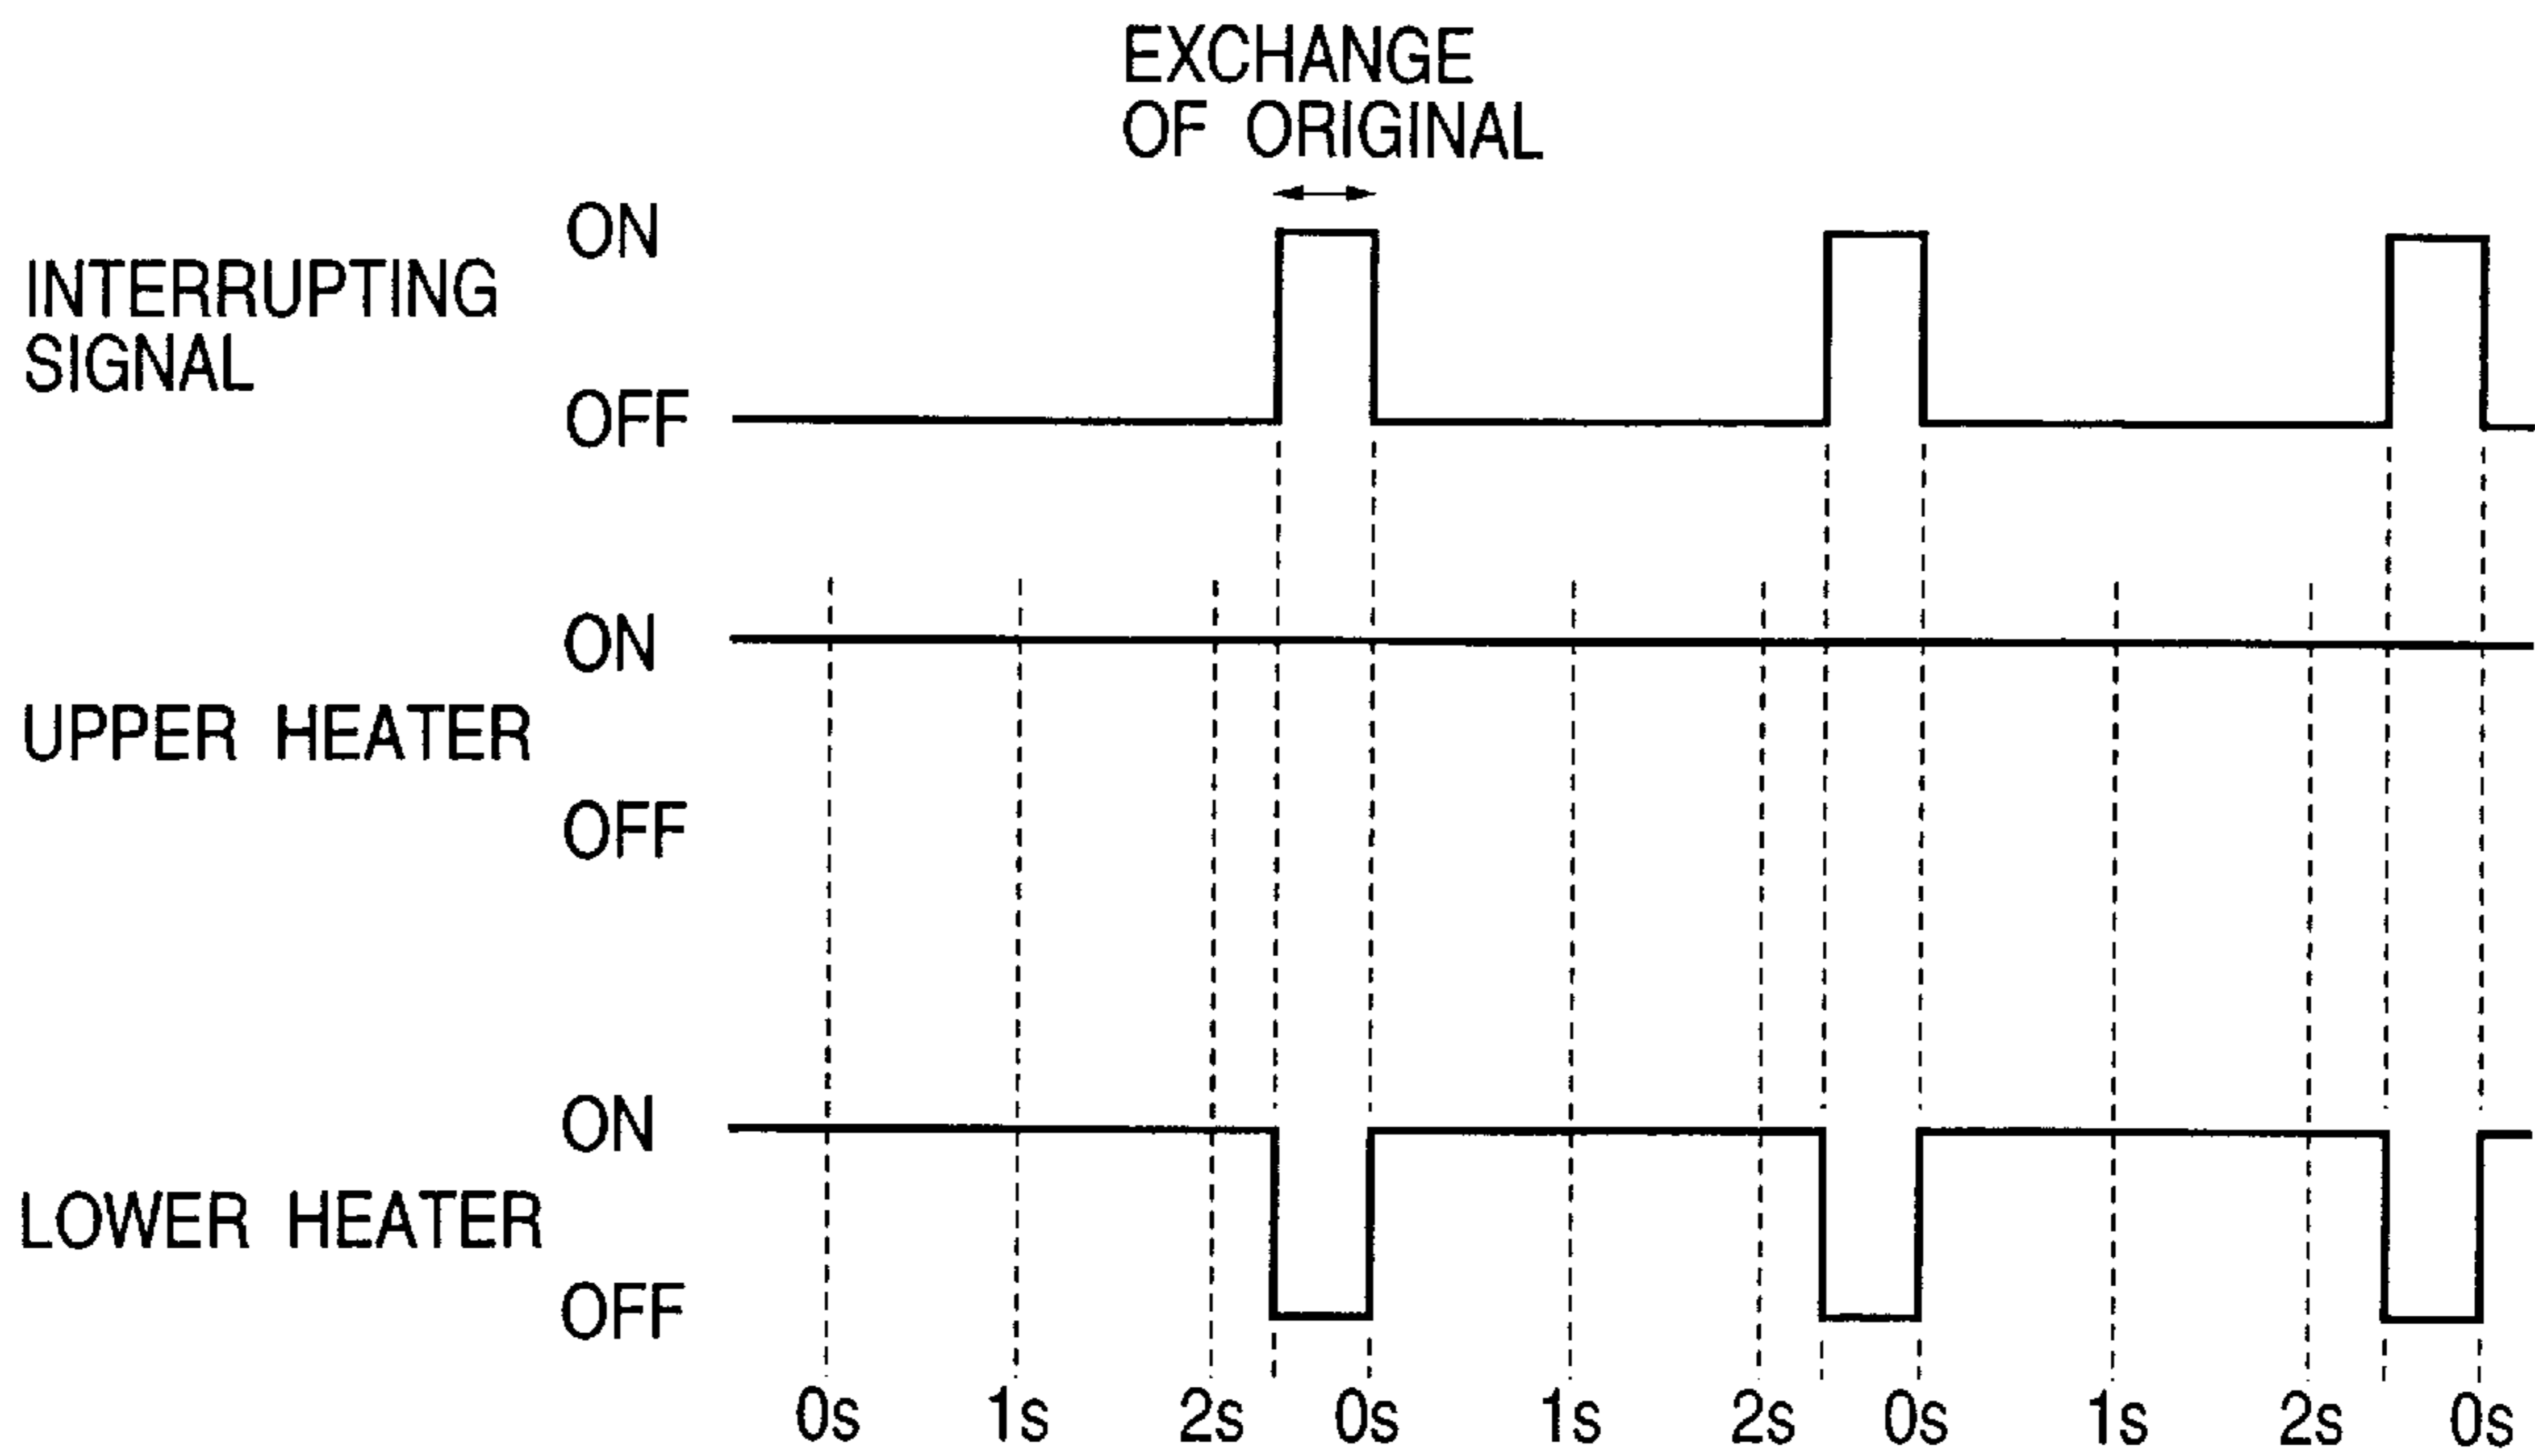 EXCHANGE
OF ORIGINAL
ON
INTERRUPTING
SIGNAL
OFF
ON
UPPER HEATER
OFF
ON
LOWER HEATER
OFF
0s 1s 2s 0s 1s 2s 0s 1s 2s 0s